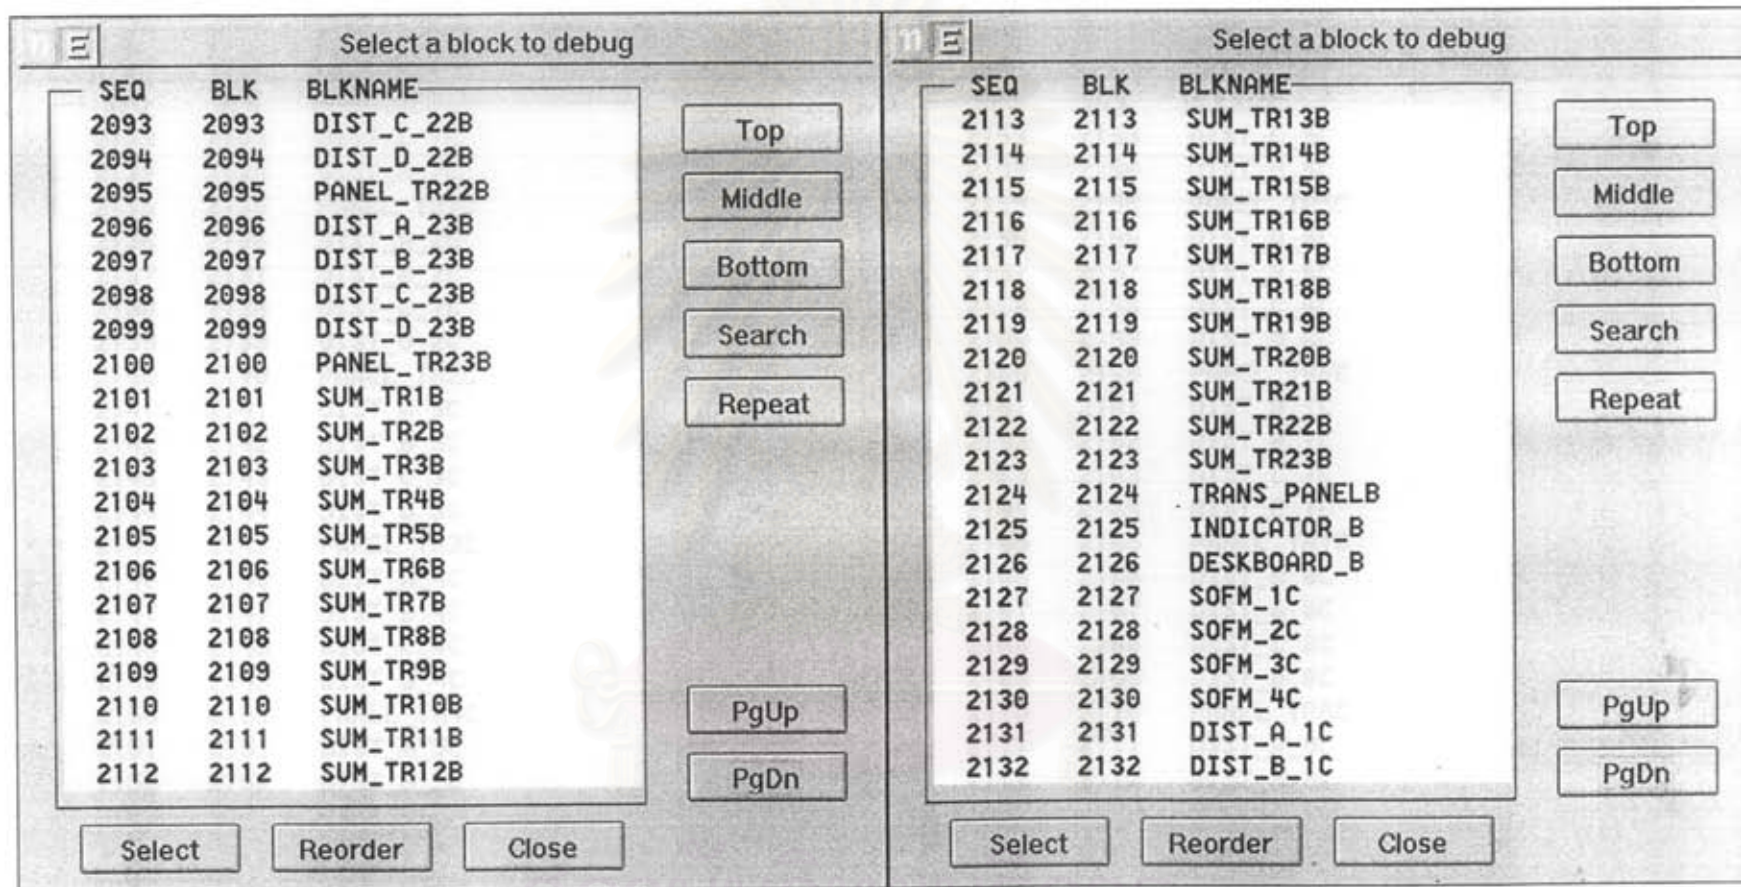 Select a block to debug
SEQ BLK BLKNAME
2093 2093 DIST_C_22B
2094 2094 DIST_D_22B
2095 2095 PANEL_TR22B
2096 2096 DIST_A_23B
2097 2097 DIST_B_23B
2098 2098 DIST_C_23B
2099 2099 DIST_D_23B
2100 2100 PANEL_TR23B
2101 2101 SUM_TR1B
2102 2102 SUM_TR2B
2103 2103 SUM_TR3B
2104 2104 SUM_TR4B
2105 2105 SUM_TR5B
2106 2106 SUM_TR6B
2107 2107 SUM_TR7B
2108 2108 SUM_TR8B
2109 2109 SUM_TR9B
2110 2110 SUM_TR10B
2111 2111 SUM_TR11B
2112 2112 SUM_TR12B
Top
Middle
Bottom
Search
Repeat
PgUp
PgDn
Select Reorder Close
Select a block to debug
SEQ BLK BLKNAME
2113 2113 SUM_TR13B
2114 2114 SUM_TR14B
2115 2115 SUM_TR15B
2116 2116 SUM_TR16B
2117 2117 SUM_TR17B
2118 2118 SUM_TR18B
2119 2119 SUM_TR19B
2120 2120 SUM_TR20B
2121 2121 SUM_TR21B
2122 2122 SUM_TR22B
2123 2123 SUM_TR23B
2124 2124 TRANS_PANELB
2125 2125 INDICATOR_B
2126 2126 DESKBOARD_B
2127 2127 SOFM_1C
2128 2128 SOFM_2C
2129 2129 SOFM_3C
2130 2130 SOFM_4C
2131 2131 DIST_A_1C
2132 2132 DIST_B_1C
Top
Middle
Bottom
Search
Repeat
PgUp
PgDn
Select Reorder Close